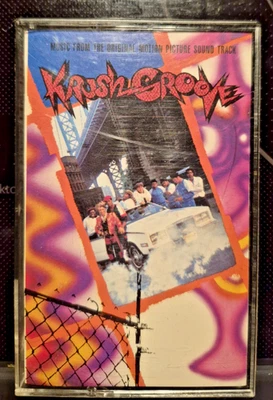 MUSIC FROM THE ORIGINAL MOTION PICTURE SOUND TRACK
KRUSH GROOVE